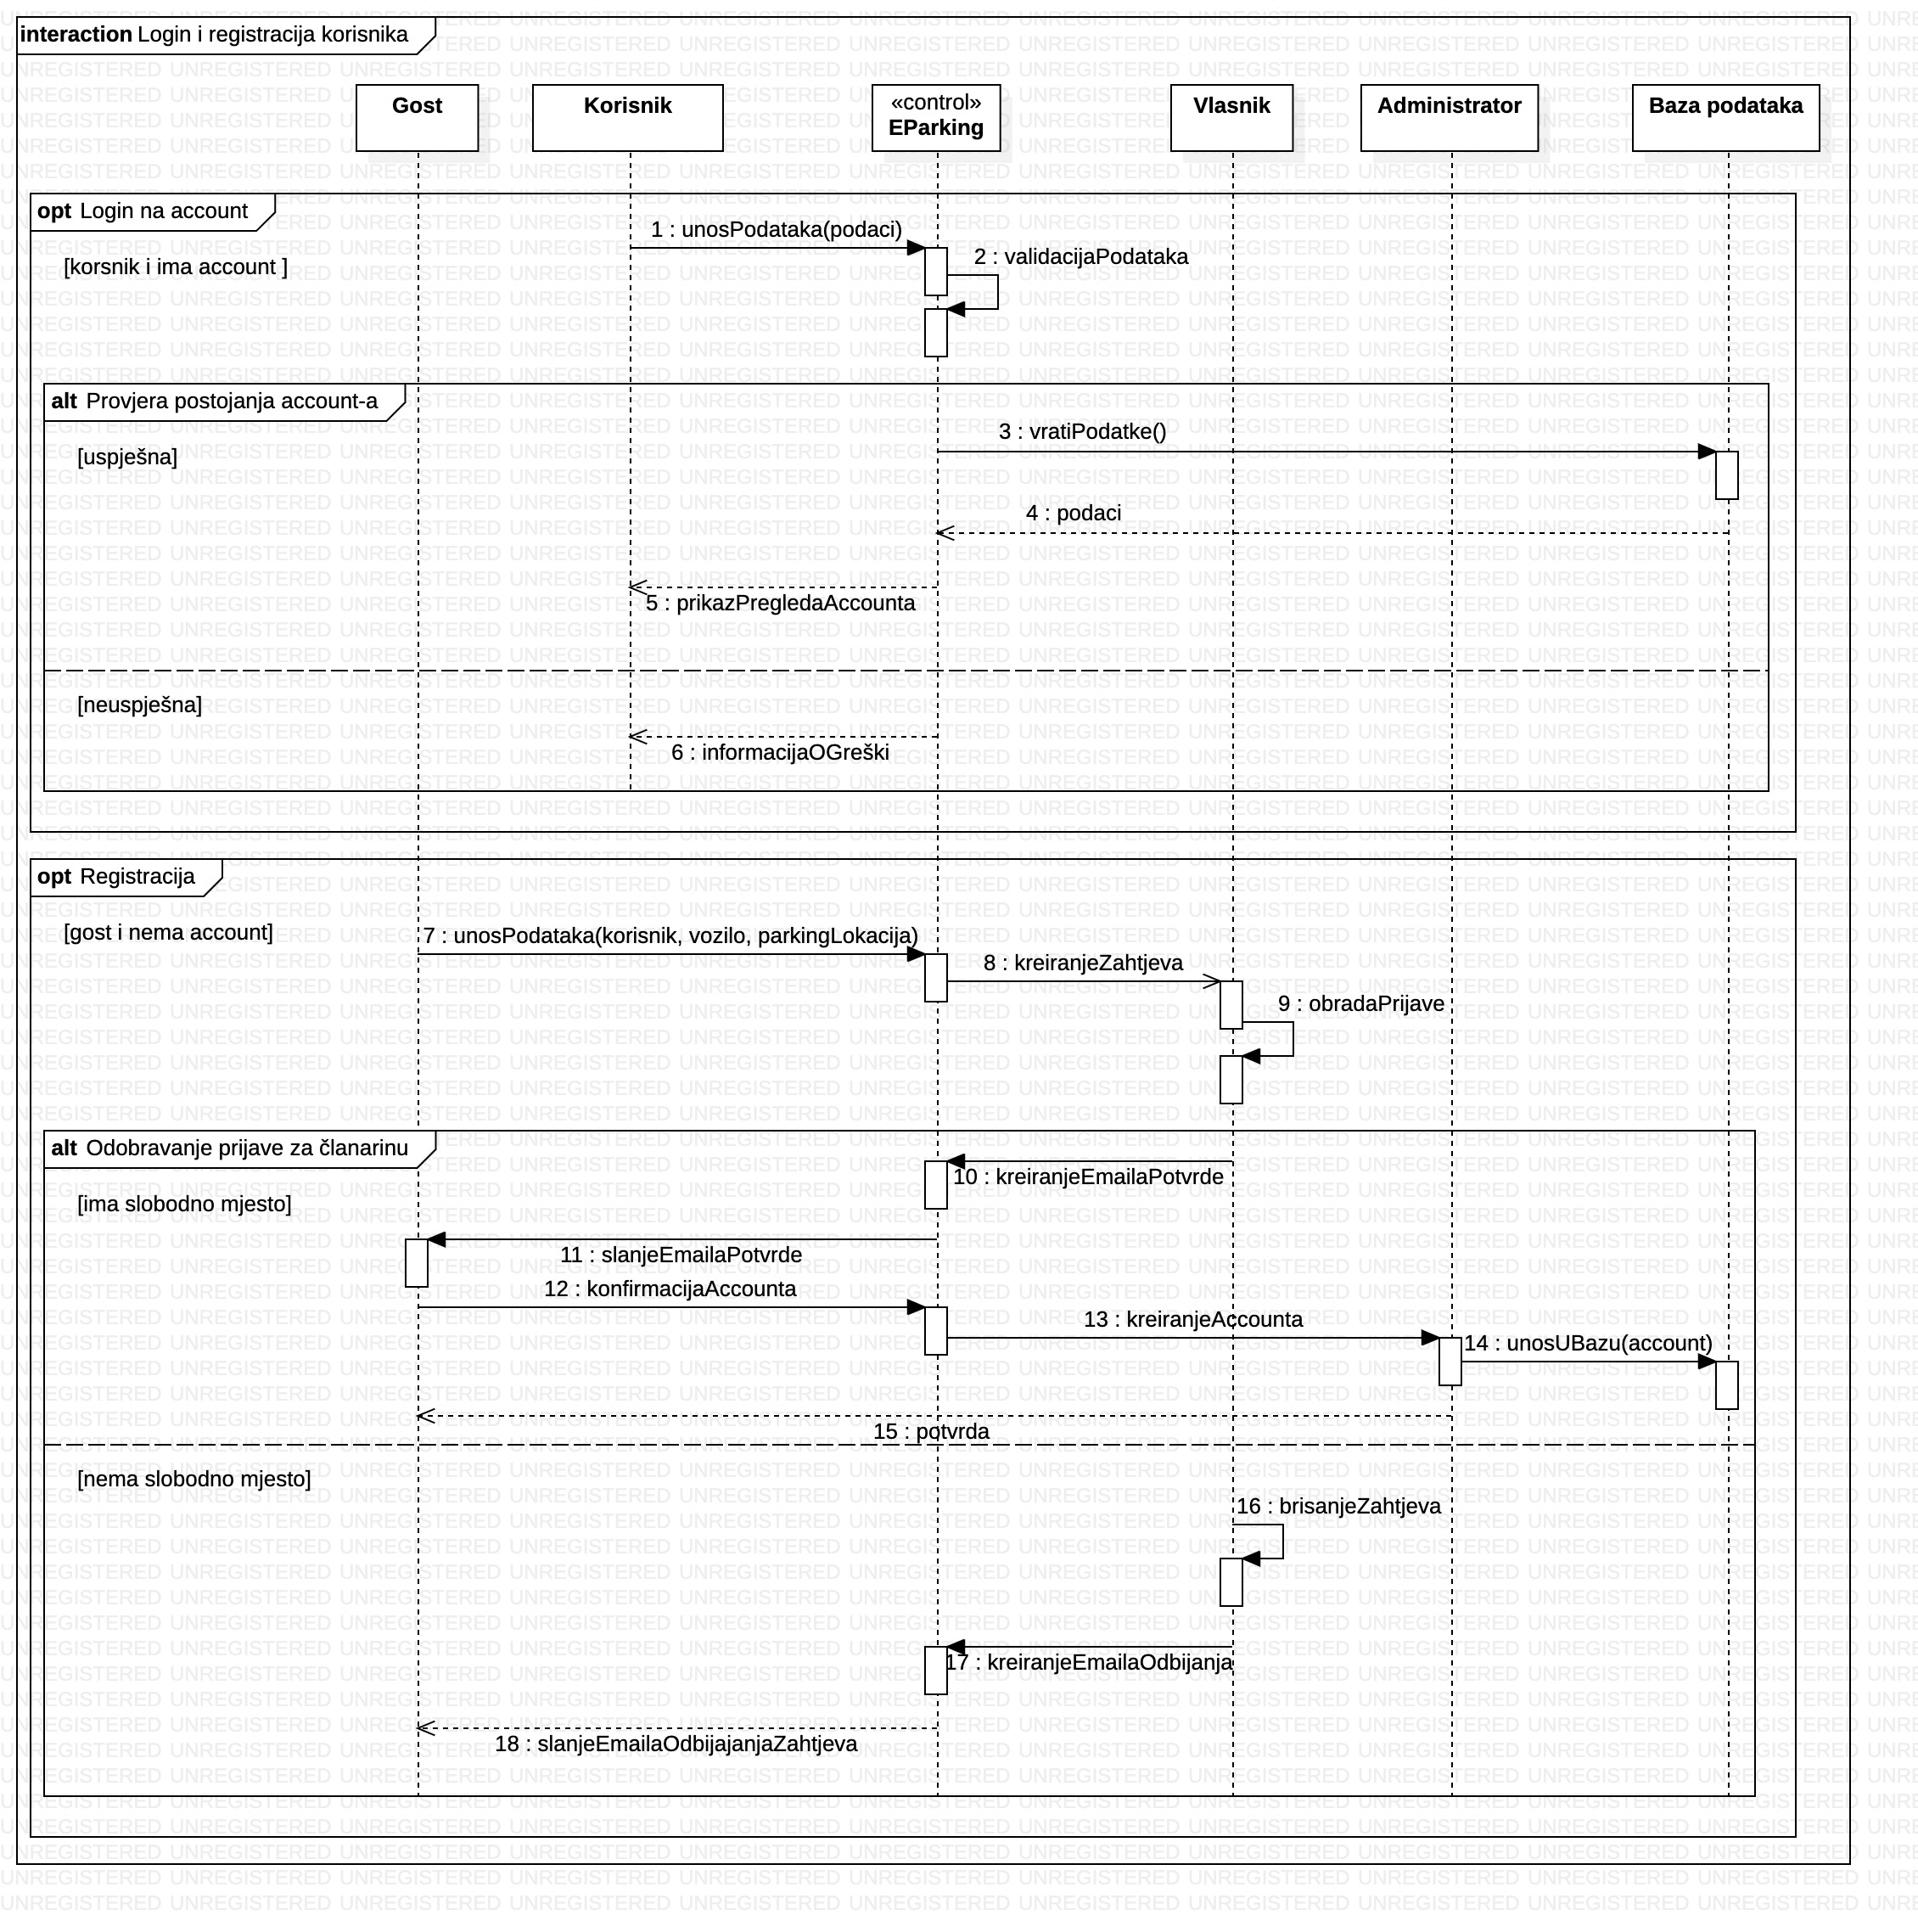 interaction Login i registracija korisnika
Gost
Korisnik
«control»
EParking
Vlasnik
Administrator
Baza podataka
opt Login na account
[korsnik i ima account ]
1 : unosPodataka(podaci)
2 : validacijaPodataka
alt Provjera postojanja account-a
[uspješna]
3 : vratiPodatke()
4 : podaci
5 : prikazPregledaAccounta
[neuspješna]
6 : informacijaOGreški
opt Registracija
[gost i nema account]
7 : unosPodataka(korisnik, vozilo, parkingLokacija)
8 : kreiranjeZahtjeva
9 : obradaPrijave
alt Odobravanje prijave za članarinu
[ima slobodno mjesto]
10 : kreiranjeEmailaPotvrde
11 : slanjeEmailaPotvrde
12 : konfirmacijaAccounta
13 : kreiranjeAccounta
14 : unosUBazu(account)
15 : potvrda
[nema slobodno mjesto]
16 : brisanjeZahtjeva
17 : kreiranjeEmailaOdbijanja
18 : slanjeEmailaOdbijajanjaZahtjeva
UNREGISTERED